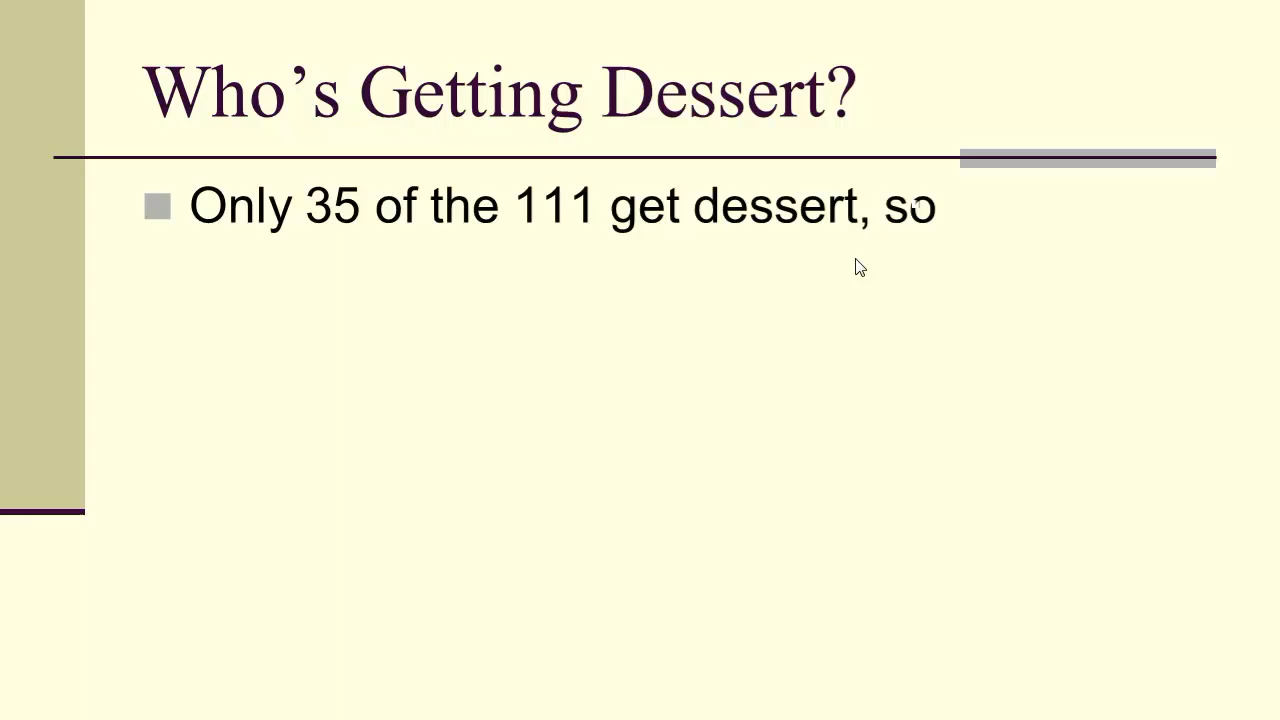 Who’s Getting Dessert?
Only 35 of the 111 get dessert, so